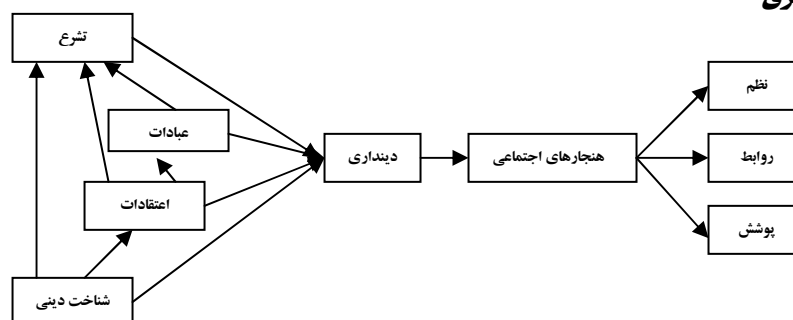 تشرع
نظم
عبادات
روابط
هنجارهای اجتماعی
دینداری
اعتقادات
پوشش
شناخت دینی